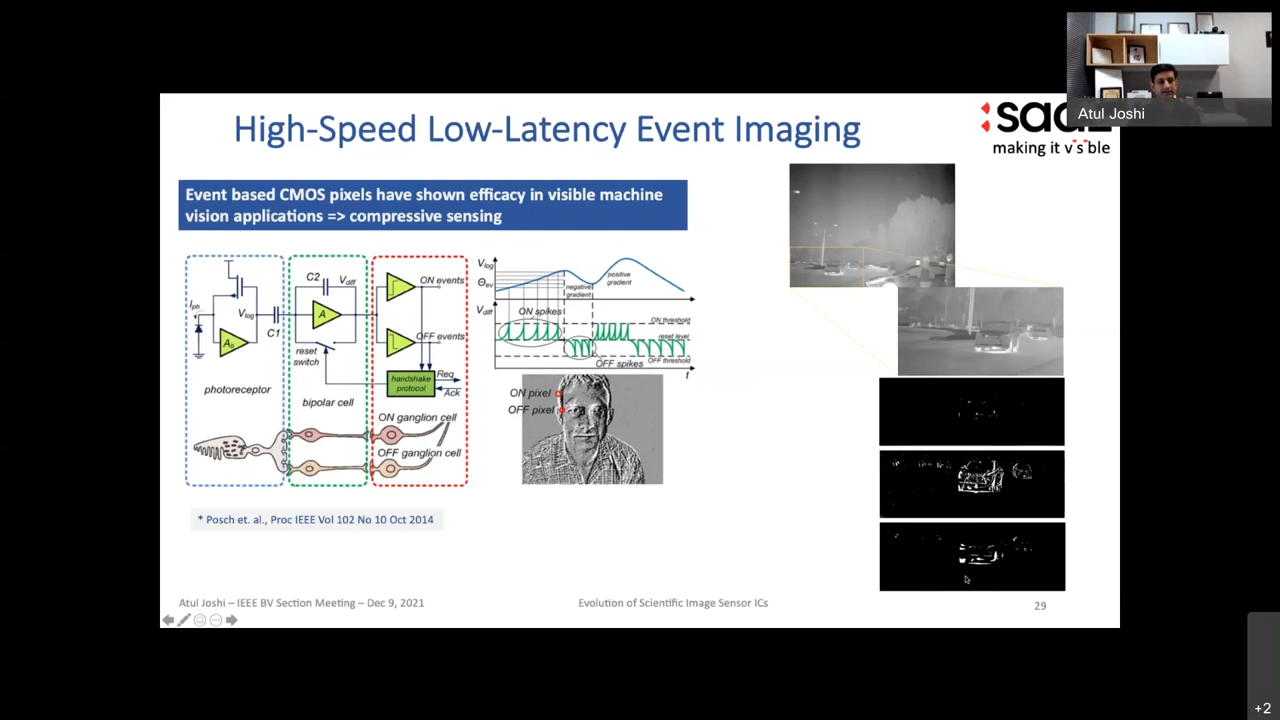 Atul Joshi
High-Speed Low-Latency Event Imaging
making it visible
Event based CMOS pixels have shown efficacy in visible machine
vision applications => compressive sensing
C2
Vdiff
ON events
Iph
Vlog
A
C1
Ab
OFF events
reset
switch
handshake
protocol
Req
Ack
photoreceptor
bipolar cell
ON ganglion cell
OFF ganglion cell
Vlog
Θev
positive
gradient
negative
gradient
Vdiff
ON spikes
ON threshold
reset level
OFF threshold
OFF spikes
t
ON pixel
OFF pixel
* Posch et. al., Proc IEEE Vol 102 No 10 Oct 2014
Atul Joshi – IEEE BV Section Meeting – Dec 9, 2021
Evolution of Scientific Image Sensor ICs
29
+2